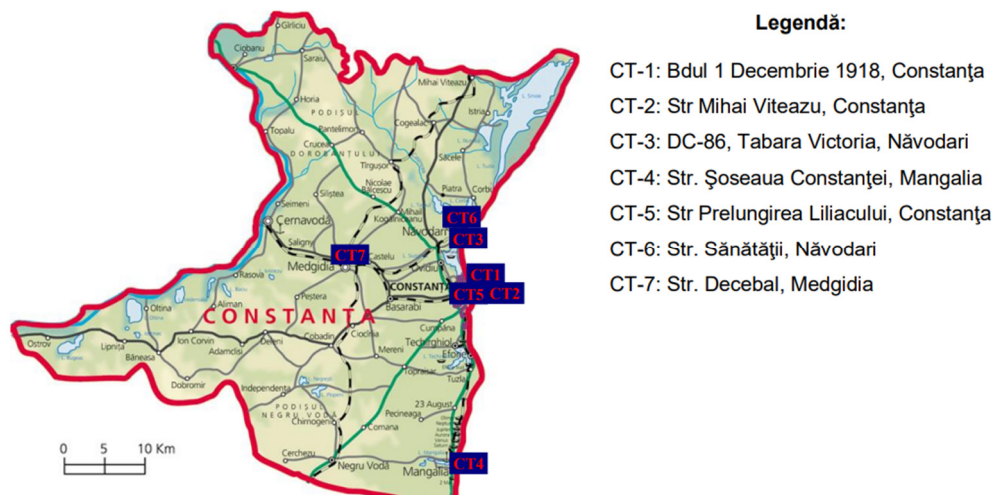 Legendă:
CT-1: Bdul 1 Decembrie 1918, Constanţa
CT-2: Str Mihai Viteazu, Constanţa
CT-3: DC-86, Tabara Victoria, Năvodari
CT-4: Str. Şoseaua Constanţei, Mangalia
CT-5: Str Prelungirea Liliacului, Constanţa
CT-6: Str. Sănătăţii, Năvodari
CT-7: Str. Decebal, Medgidia
Gîrliciu
Ciobanu
Saraiu
Mihai Viteazu
Horia
Istria
PODIŞUL
Cogealac
Topalu
Pantelimon
Crucea
DOROBANŢULUI
Săcele
Tîrguşor
Siliştea
Nicolae
Bălcescu
Piatra
Corbu
Seimeni
Mihail
Kogălniceanu
CT6
Cernavodă
Năvodari
CT3
Saligny
CT7
Castelu
Medgidia
Ovidiu
CT1
Rasova
CONSTANŢA
CT5
CT2
Peştera
Basarabi
Oltina
Aliman
CONSTANŢA
Cumpăna
Ostrov
Lipniţa
Ion Corvin
Cobadin
Ciocîrlia
Băneasa
Adamclisi
Deleni
Mereni
Techirghiol
Eforie
Topraisar
Tuzla
Dobromir
Independenţa
PODIŞUL
NEGRU VODĂ
23 August
Pecineaga
Chirnogeni
Comana
0 5 10 Km
Cerchezu
Negru Vodă
Mangalia
CT4